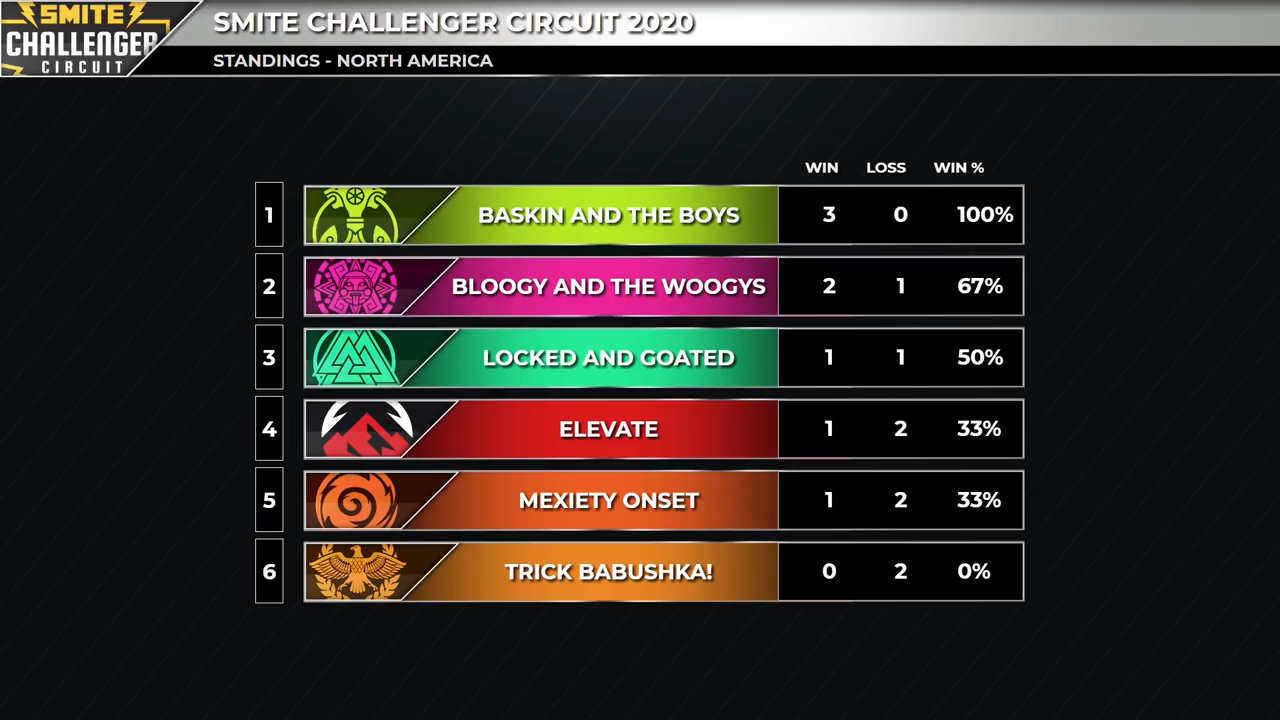 SMITE
CHALLENGER
CIRCUIT
SMITE CHALLENGER CIRCUIT 2020
STANDINGS - NORTH AMERICA
WIN LOSS WIN %
1 BASKIN AND THE BOYS 3 0 100%
2 BLOOGY AND THE WOOGYS 2 1 67%
3 LOCKED AND GOATED 1 1 50%
4 ELEVATE 1 2 33%
5 MEXIETY ONSET 1 2 33%
6 TRICK BABUSHKA! 0 2 0%